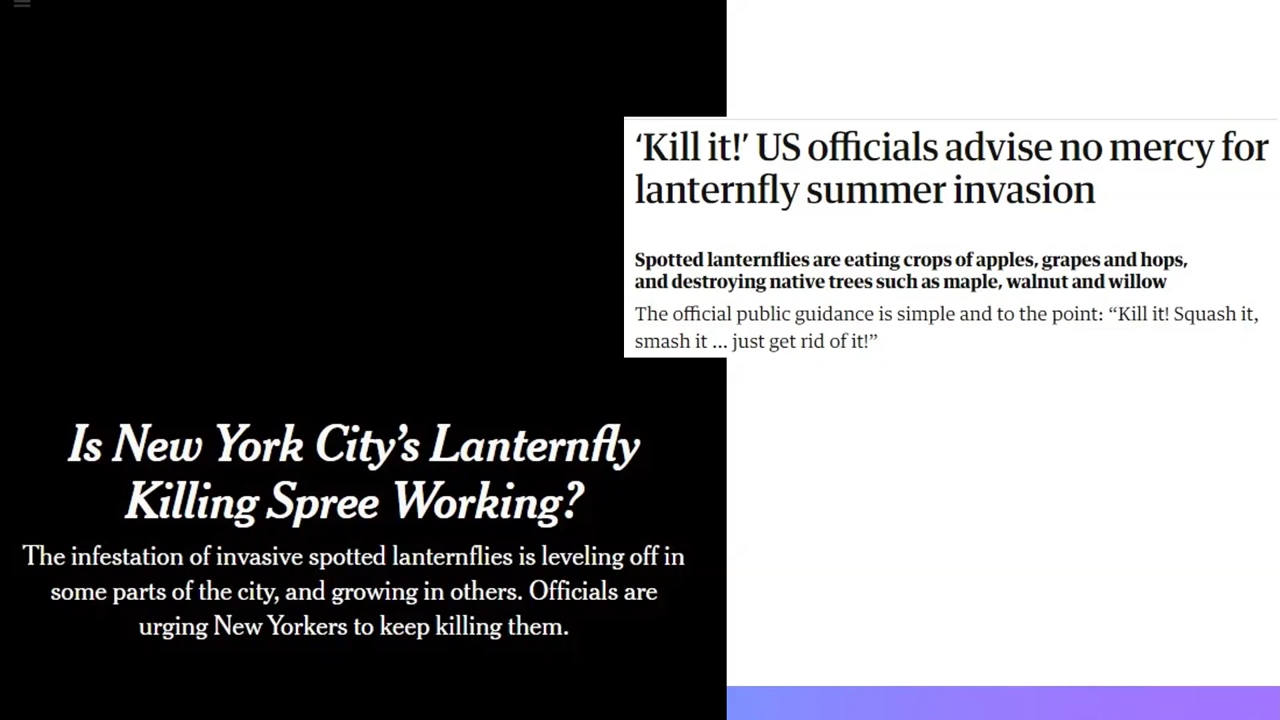 ‘Kill it!’ US officials advise no mercy for
lanternfly summer invasion
Spotted lanternflies are eating crops of apples, grapes and hops,
and destroying native trees such as maple, walnut and willow
The official public guidance is simple and to the point: “Kill it! Squash it,
smash it ... just get rid of it!”
Is New York City’s Lanternfly
Killing Spree Working?
The infestation of invasive spotted lanternflies is leveling off in
some parts of the city, and growing in others. Officials are
urging New Yorkers to keep killing them.